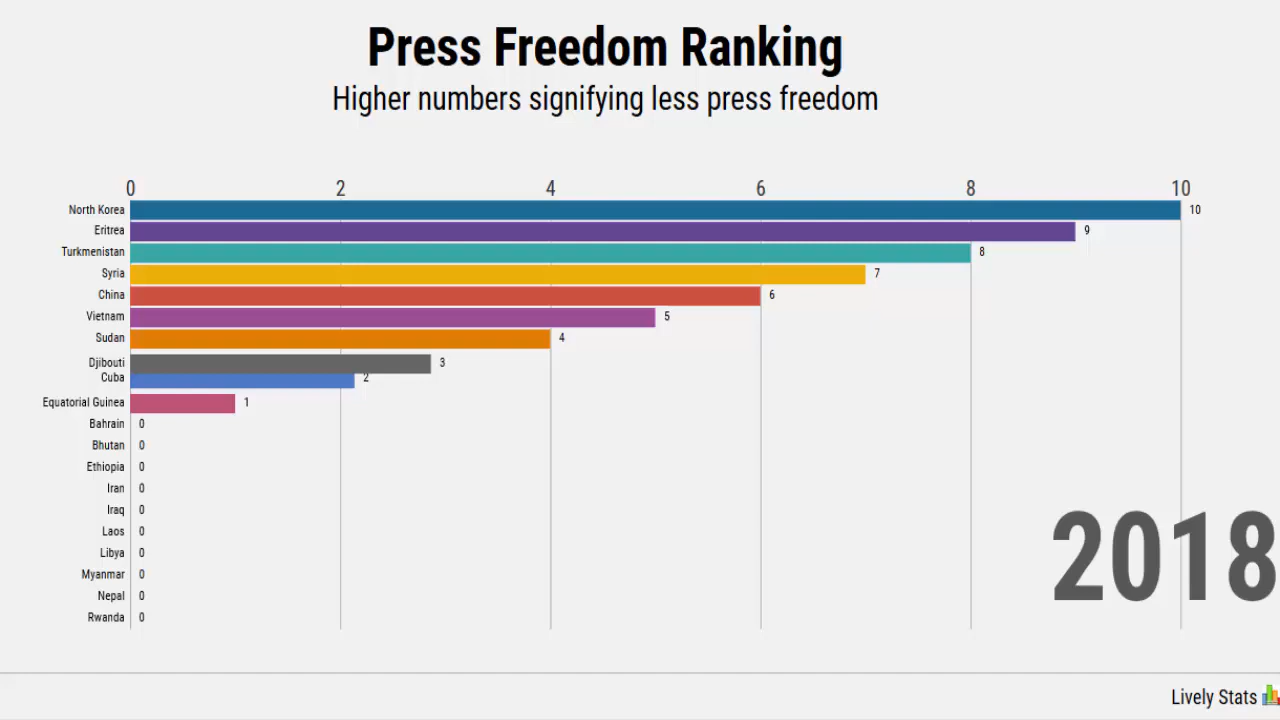 Press Freedom Ranking
Higher numbers signifying less press freedom
0 2 4 6 8 10
North Korea 10
Eritrea 9
Turkmenistan 8
Syria 7
China 6
Vietnam 5
Sudan 4
Djibouti 3
Cuba 2
Equatorial Guinea 1
Bahrain 0
Bhutan 0
Ethiopia 0
Iran 0
Iraq 0
Laos 0
Libya 0
Myanmar 0
Nepal 0
Rwanda 0
2018
Lively Stats